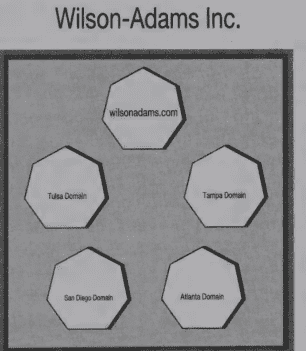 Wilson-Adams Inc.
wilsonadams.com
Tulsa Domain
Tampa Domain
San Diego Domain
Atlanta Domain